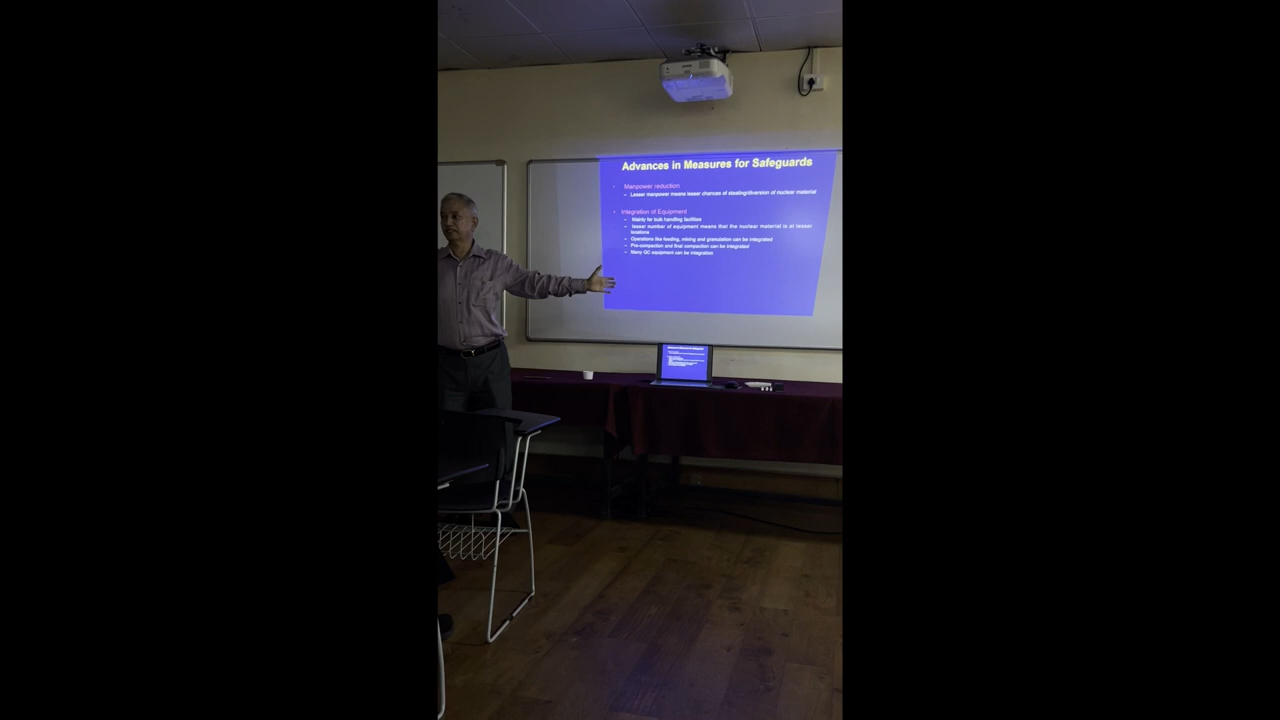 Advances in Measures for Safeguards
• Manpower reduction
– Lesser manpower means lesser chances of stealing/diversion of nuclear material
• Integration of Equipment
– Mainly for bulk handling facilities
– lesser number of equipment means that the nuclear material is at lesser
locations
– Operations like feeding, mixing and granulation can be integrated
– Pre-compaction and final compaction can be integrated
– Many QC equipment can be integration